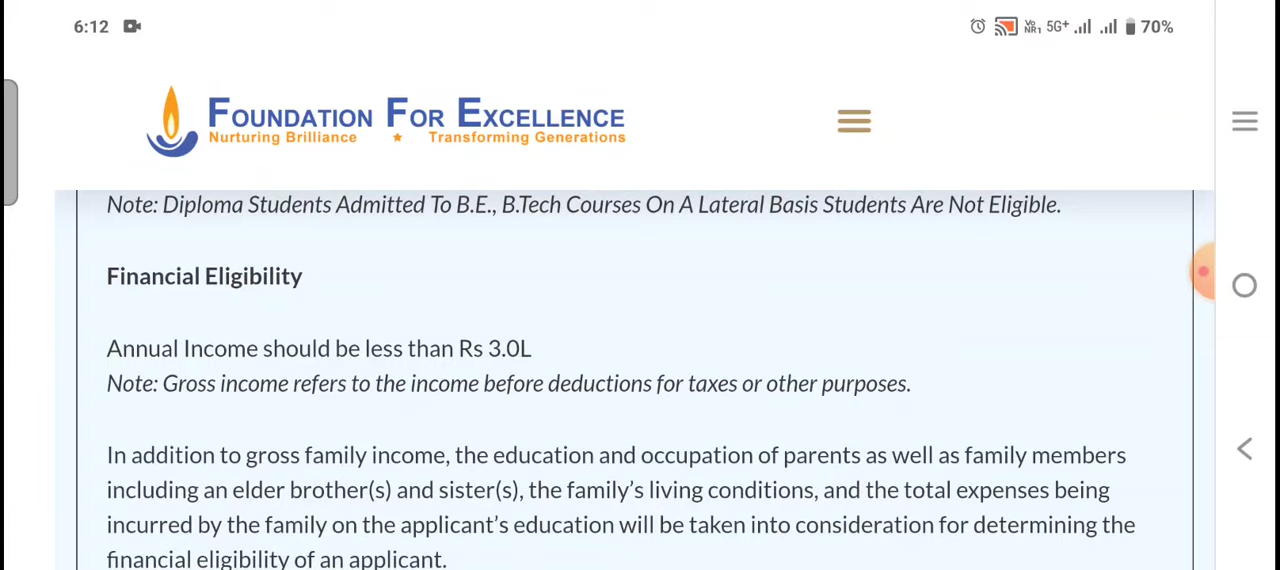 6:12
Vo NR1 5G+ 70%
FOUNDATION FOR EXCELLENCE
Nurturing Brilliance ★ Transforming Generations
Note: Diploma Students Admitted To B.E., B.Tech Courses On A Lateral Basis Students Are Not Eligible.
Financial Eligibility
Annual Income should be less than Rs 3.0L
Note: Gross income refers to the income before deductions for taxes or other purposes.
In addition to gross family income, the education and occupation of parents as well as family members
including an elder brother(s) and sister(s), the family’s living conditions, and the total expenses being
incurred by the family on the applicant’s education will be taken into consideration for determining the
financial eligibility of an applicant.